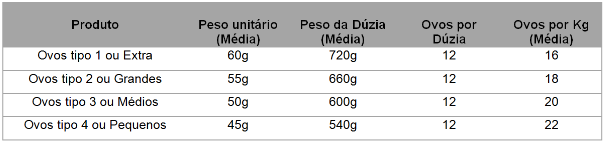 Produto Peso unitário (Média) Peso da Dúzia (Média) Ovos por Dúzia Ovos por Kg (Média)
Ovos tipo 1 ou Extra 60g 720g 12 16
Ovos tipo 2 ou Grandes 55g 660g 12 18
Ovos tipo 3 ou Médios 50g 600g 12 20
Ovos tipo 4 ou Pequenos 45g 540g 12 22